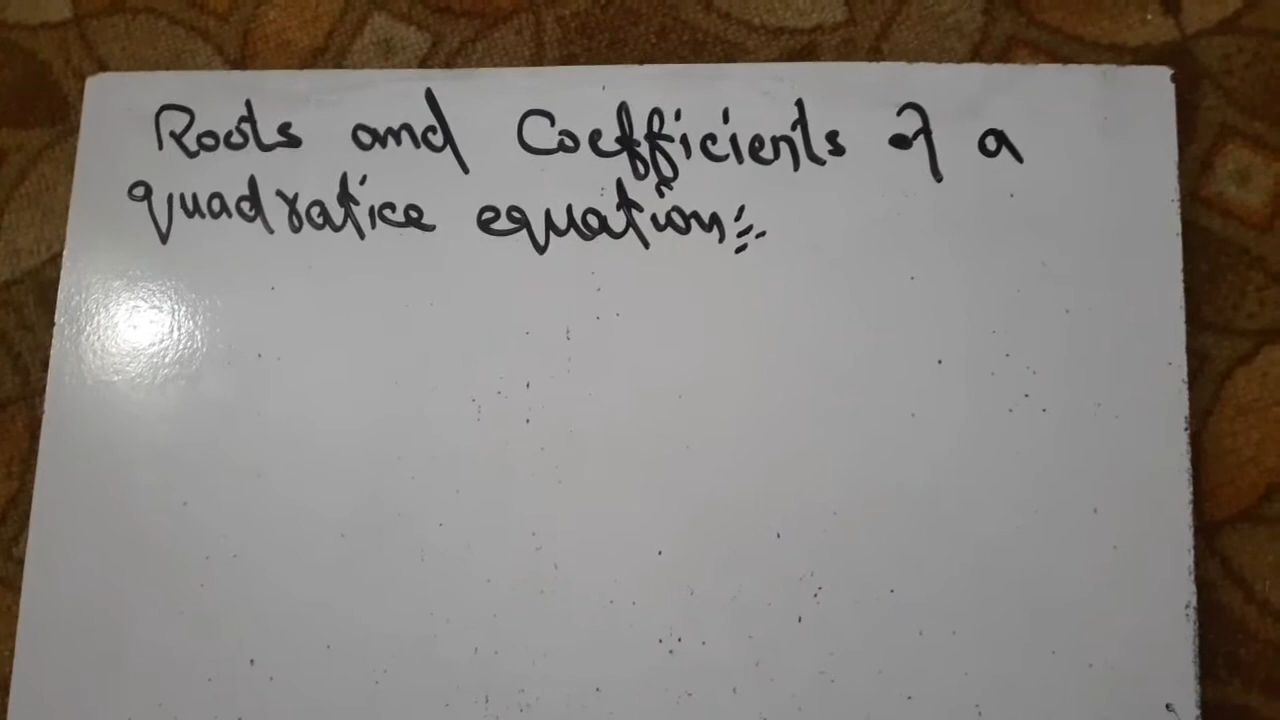 Roots and Coefficients of a
quadratice equation:-